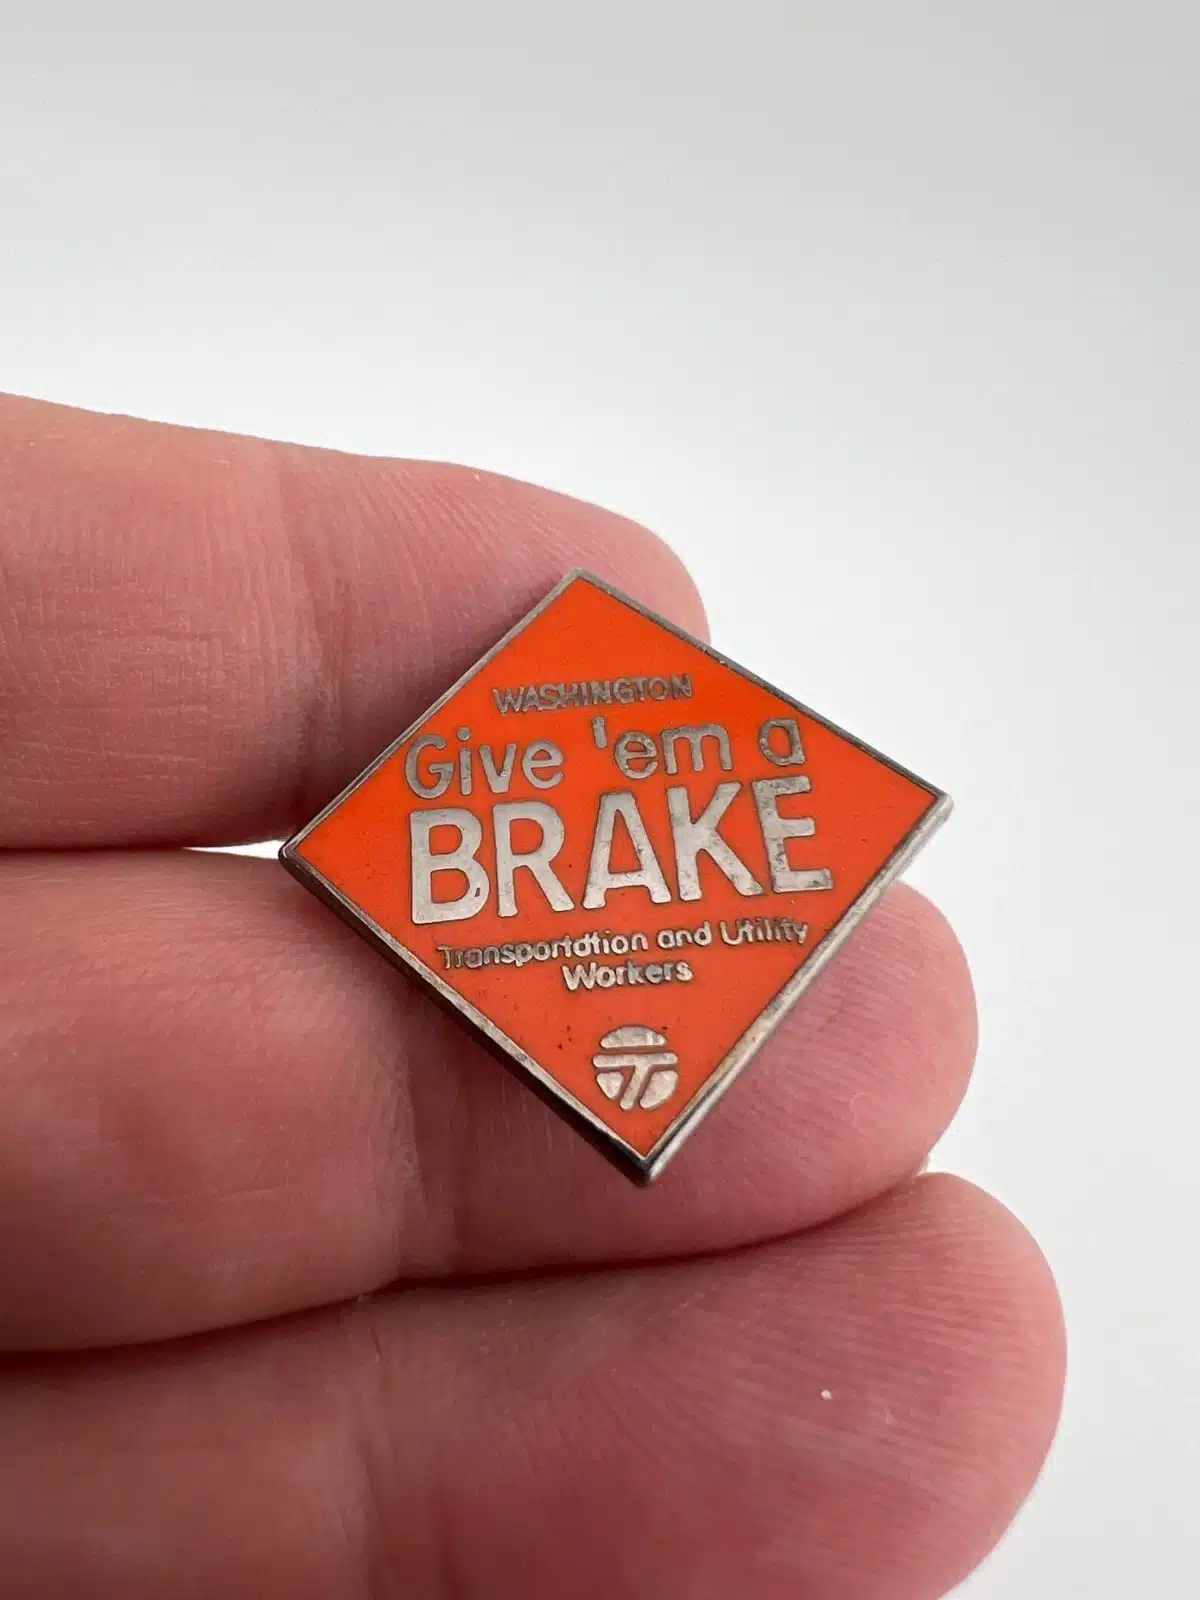 WASHINGTON
Give 'em a
BRAKE
Transportation and Utility
Workers